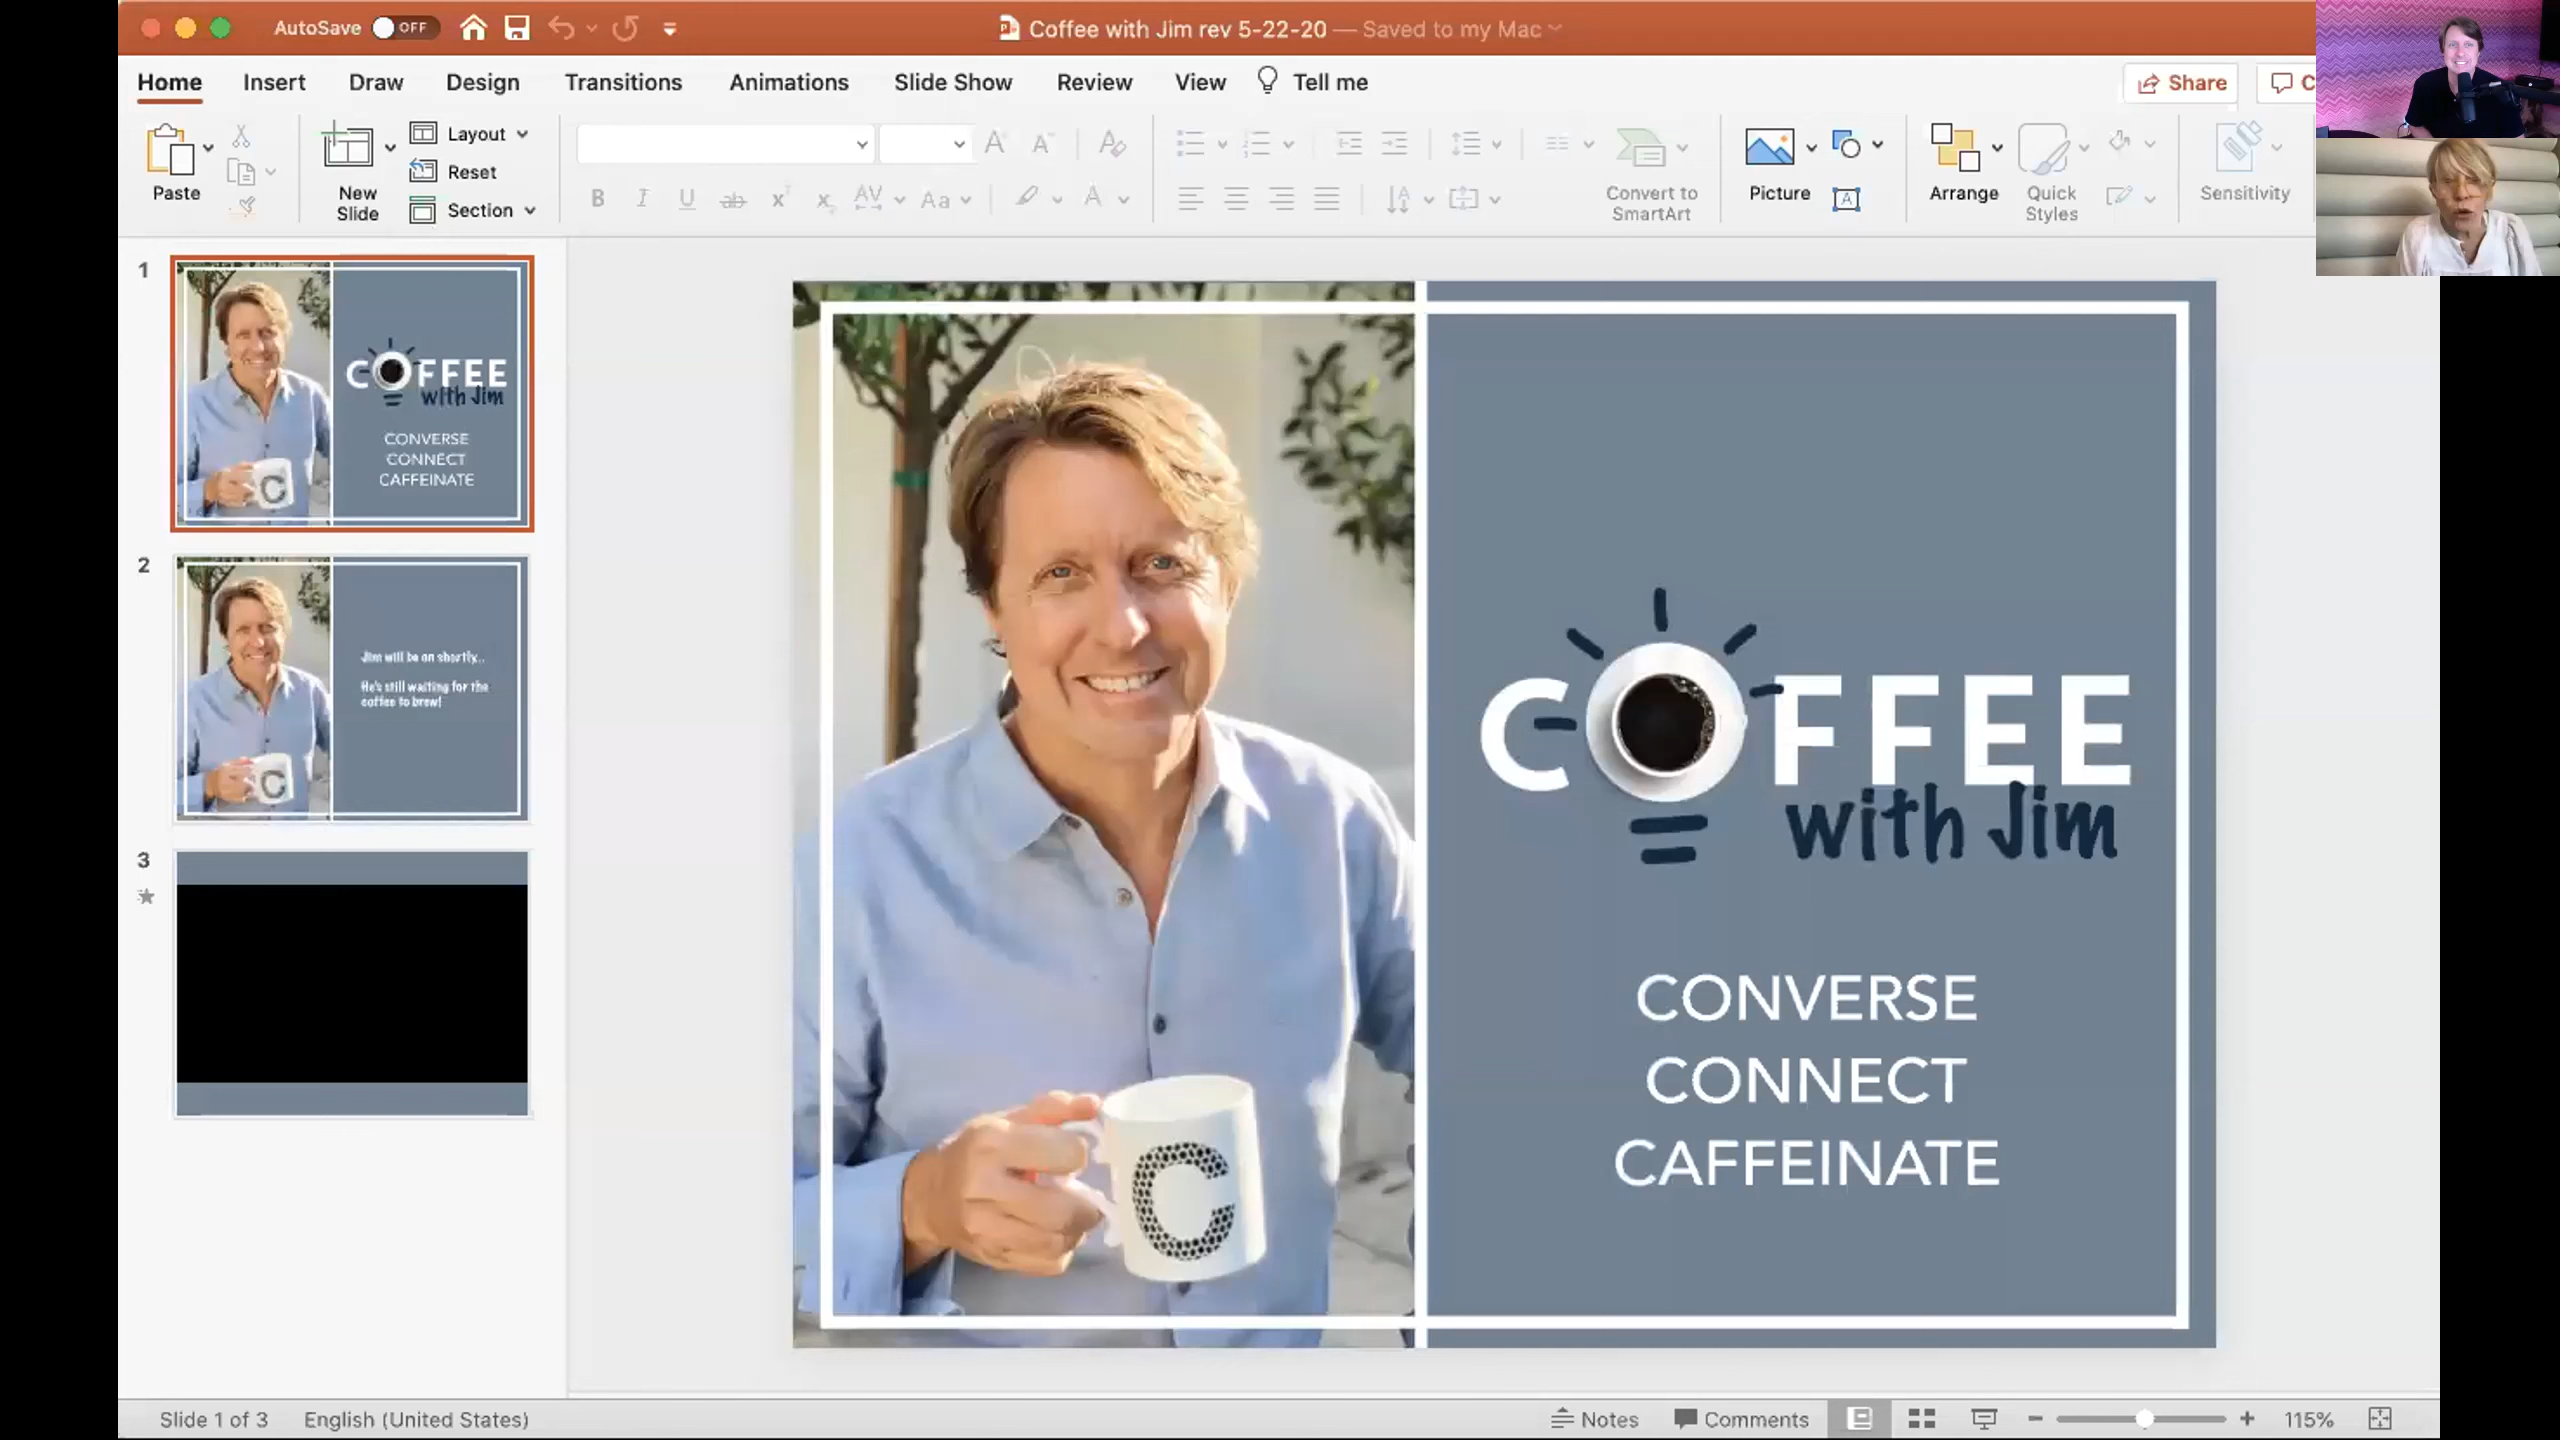 AutoSave OFF
Coffee with Jim rev 5-22-20 — Saved to my Mac
Home Insert Draw Design Transitions Animations Slide Show Review View Tell me
Share C
Paste
New
Slide
Layout
Reset
Section
A A
B I U ab x x AV Aa A
Convert to
SmartArt
Picture
A
Arrange
Quick
Styles
Sensitivity
1
COFFEE
with Jim
CONVERSE
CONNECT
CAFFEINATE
C
2
Jim will be on shortly...
He's still waiting for the
coffee to brew!
C
3
COFFEE
with Jim
CONVERSE
CONNECT
CAFFEINATE
C
Slide 1 of 3 English (United States)
Notes Comments 115%